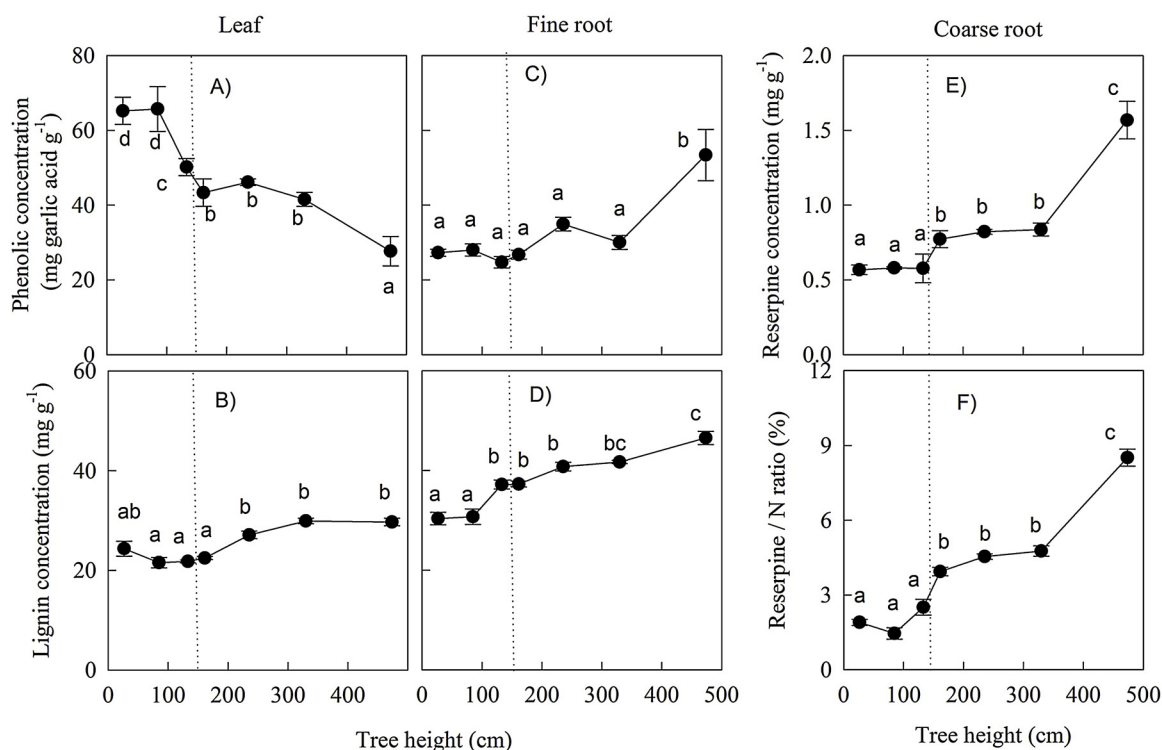 Leaf
Fine root
Coarse root
Phenolic concentration
(mg garlic acid g-1)
80
60
40
20
0
A)
d
d
c
b
b
b
a
C)
a
a
a
a
a
a
b
Reserpine concentration (mg g-1)
2.0
1.5
1.0
0.5
0.0
E)
a
a
a
b
b
b
c
Lignin concentration (mg g-1)
60
40
20
0
B)
ab
a
a
a
b
b
b
0
100
200
300
400
D)
a
a
b
b
b
bc
c
0
100
200
300
400
500
Tree height (cm)
Reserpine / N ratio (%)
12
9
6
3
0
F)
a
a
a
b
b
b
c
0
100
200
300
400
500
Tree height (cm)